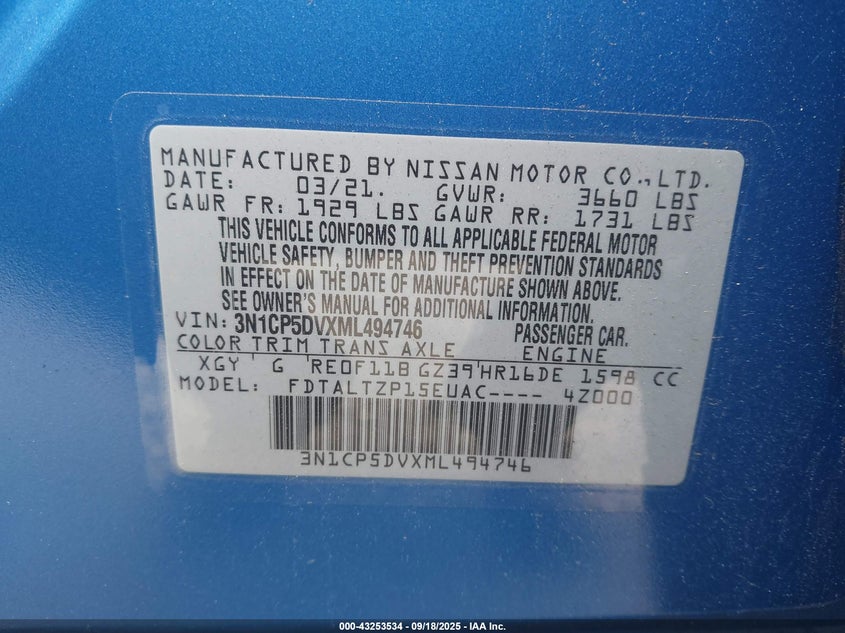 MANUFACTURED BY NISSAN MOTOR CO.,LTD.
DATE: 03/21. GVWR: 3660 LBS
GAWR FR: 1929 LBS GAWR RR: 1731 LBS
THIS VEHICLE CONFORMS TO ALL APPLICABLE FEDERAL MOTOR
VEHICLE SAFETY, BUMPER AND THEFT PREVENTION STANDARDS
IN EFFECT ON THE DATE OF MANUFACTURE SHOWN ABOVE.
SEE OWNER'S MANUAL FOR ADDITIONAL INFORMATION.
VIN: 3N1CP5DVXML494746 PASSENGER CAR.
COLOR TRIM TRANS AXLE ENGINE
XGY ' G 'RE0F11B GZ39'HR16DE 1598 CC
MODEL: FDTALTZP15EUAC---- 4Z000
3N1CP5DVXML494746
000-43253534 - 09/18/2025 - IAA Inc.